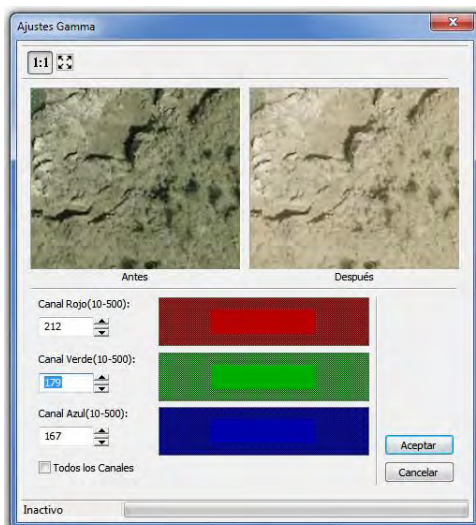 Ajustes Gamma
1:1
Antes
Después
Canal Rojo(10-500):
212
Canal Verde(10-500):
179
Canal Azul(10-500):
167
Todos los Canales
Aceptar
Cancelar
Inactivo